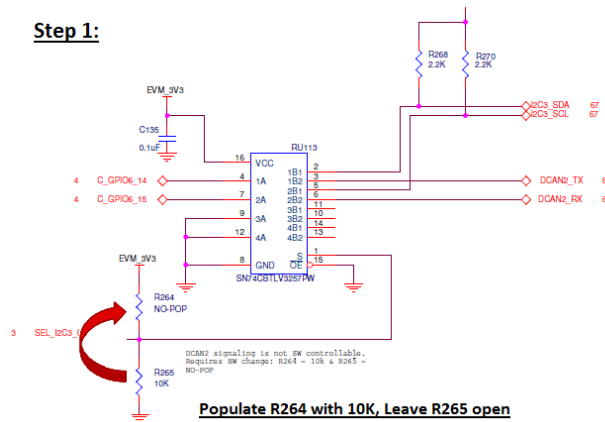 Step 1:
R268
2.2K
R270
2.2K
EVM_3V3
I2C3_SDA 67
I2C3_SCL 67
C135
0.1uF
RU113
16 VCC
4 C_GPIO6_14 4 1A
4 C_GPIO6_15 7 2A
9 3A
12 4A
8 GND
1B1 2
1B2 3 DCAN2_TX 6
2B1 5
2B2 6 DCAN2_RX 6
3B1 11
3B2 10
4B1 14
4B2 13
S 1
OE 15
SN74CBTLV3257PW
EVM_3V3
R264
NO-POP
3 SEL_I2C3_
R265
10K
DCAN2 signaling is not SW controllable.
Requires HW change: R264 = 10k & R265 =
NO-POP
Populate R264 with 10K, Leave R265 open